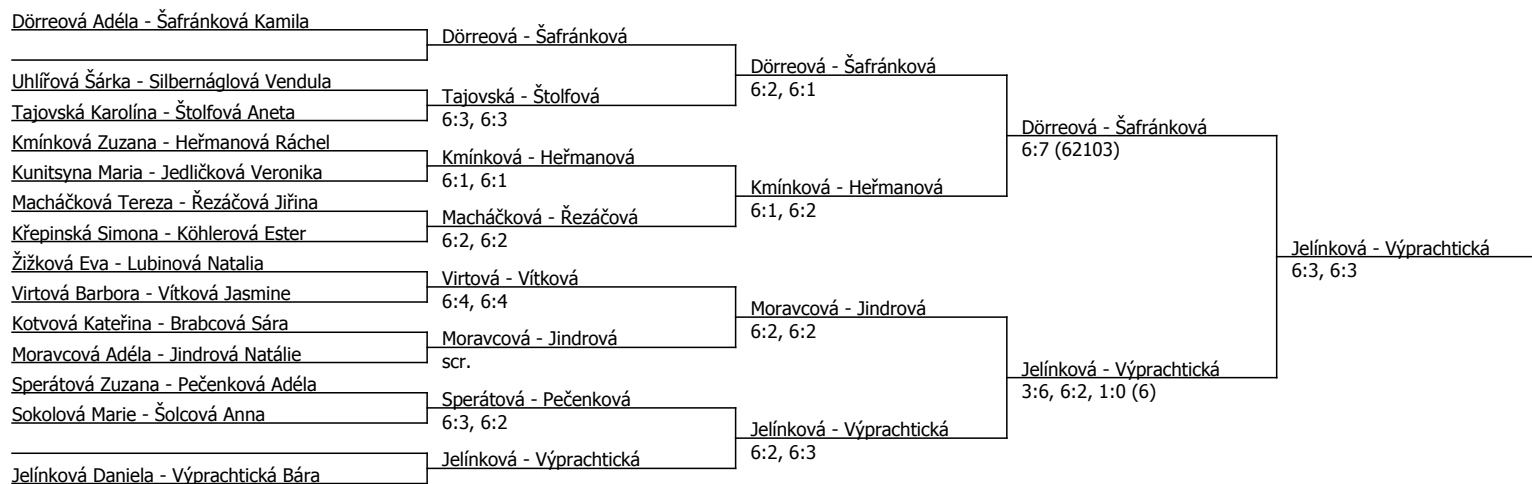 Dörreová Adéla - Šafránková Kamila
Uhlířová Šárka - Silbernáglová Vendula
Tajovská Karolína - Štolfová Aneta
Kmínková Zuzana - Heřmanová Ráchel
Kunitsyna Maria - Jedličková Veronika
Macháčková Tereza - Řezáčová Jiřina
Křepinská Simona - Köhlerová Ester
Žižková Eva - Lubinová Natalia
Virtová Barbora - Vítková Jasmine
Kotvová Kateřina - Brabcová Sára
Moravcová Adéla - Jindrová Natálie
Sperátová Zuzana - Pečenková Adéla
Sokolová Marie - Šolcová Anna
Jelínková Daniela - Výprachtická Bára
Dörreová - Šafránková
Tajovská - Štolfová
6:3, 6:3
Kmínková - Heřmanová
6:1, 6:1
Macháčková - Řezáčová
6:2, 6:2
Virtová - Vítková
6:4, 6:4
Moravcová - Jindrová
scr.
Sperátová - Pečenková
6:3, 6:2
Jelínková - Výprachtická
Dörreová - Šafránková
6:2, 6:1
Kmínková - Heřmanová
6:1, 6:2
Moravcová - Jindrová
6:2, 6:2
Jelínková - Výprachtická
6:2, 6:3
Dörreová - Šafránková
6:7 (62103)
Jelínková - Výprachtická
3:6, 6:2, 1:0 (6)
Jelínková - Výprachtická
6:3, 6:3